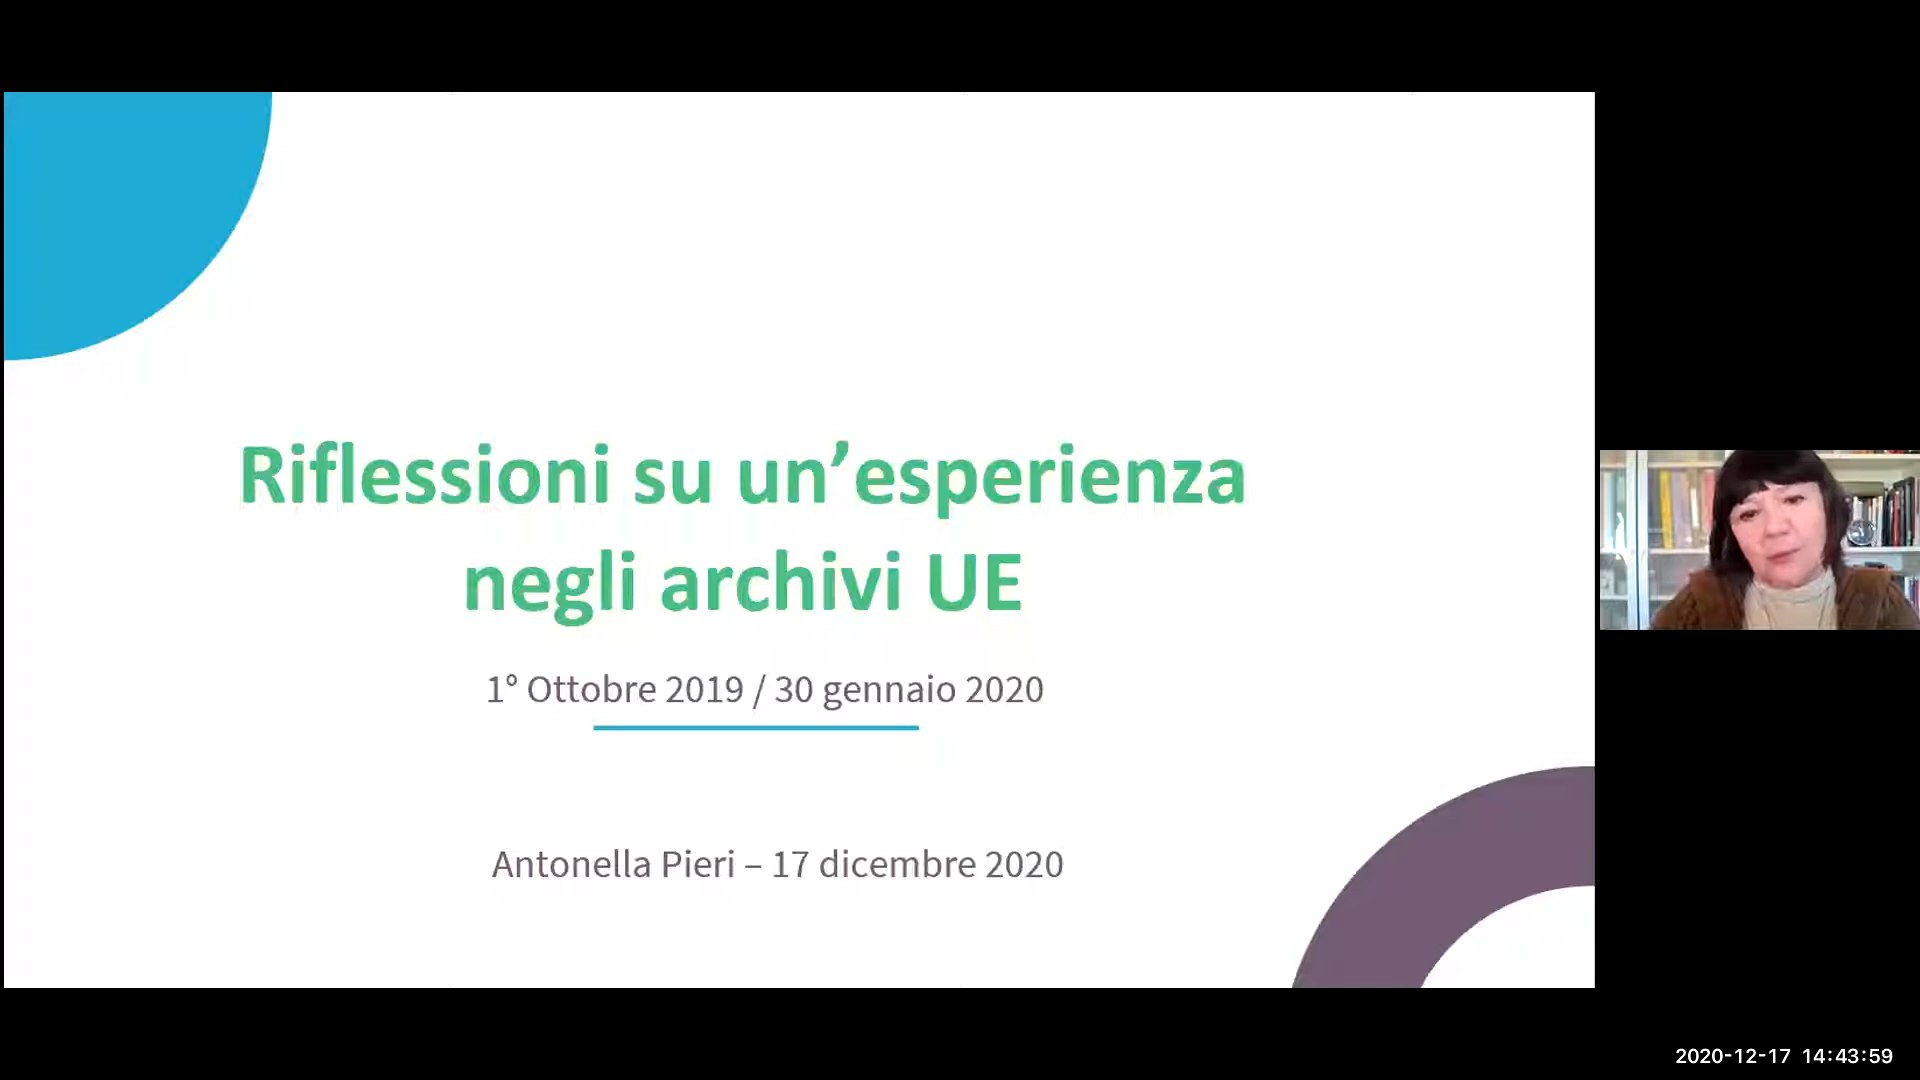 Riflessioni su un’esperienza
negli archivi UE
1° Ottobre 2019 / 30 gennaio 2020
Antonella Pieri – 17 dicembre 2020
2020-12-17 14:43:59